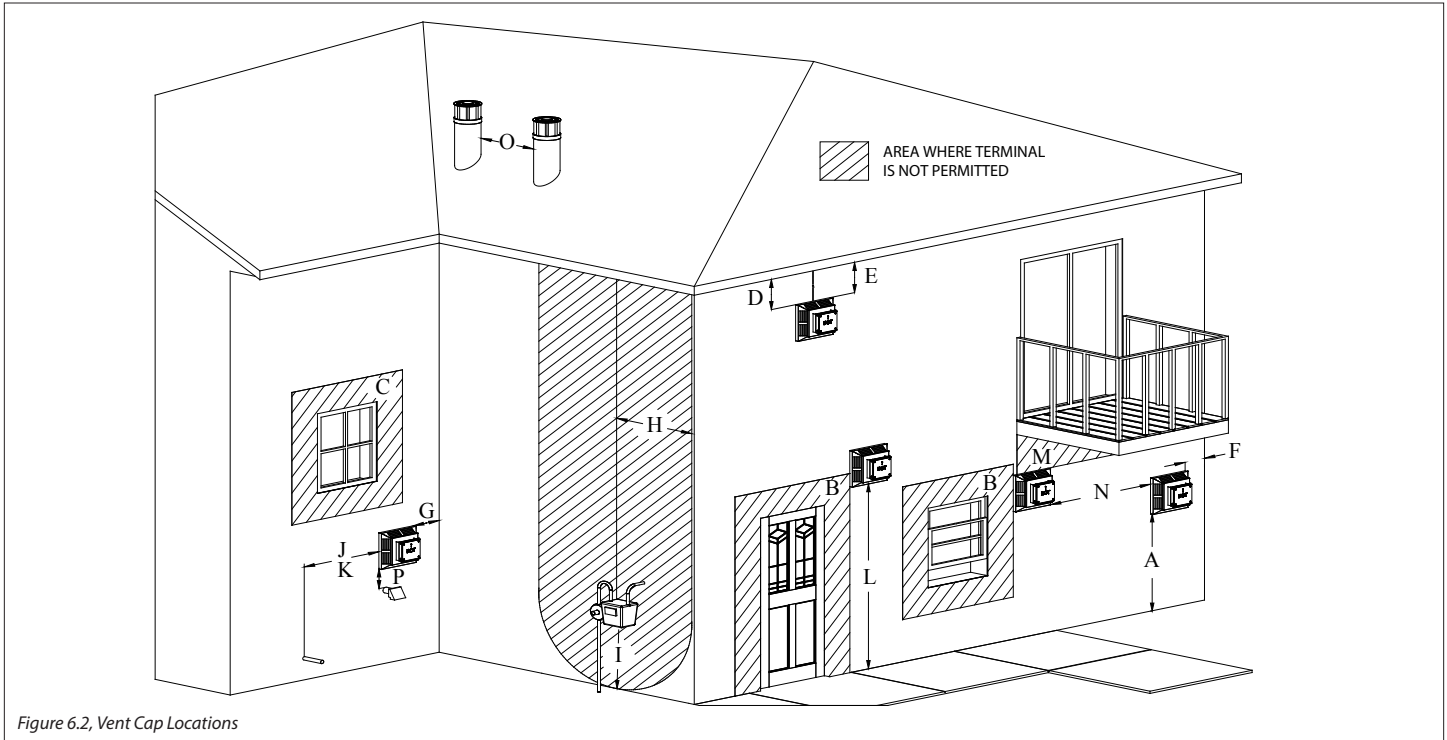 O
AREA WHERE TERMINAL
IS NOT PERMITTED
D
E
C
H
F
M
B
B
N
G
J
K
P
L
A
I
Figure 6.2, Vent Cap Locations